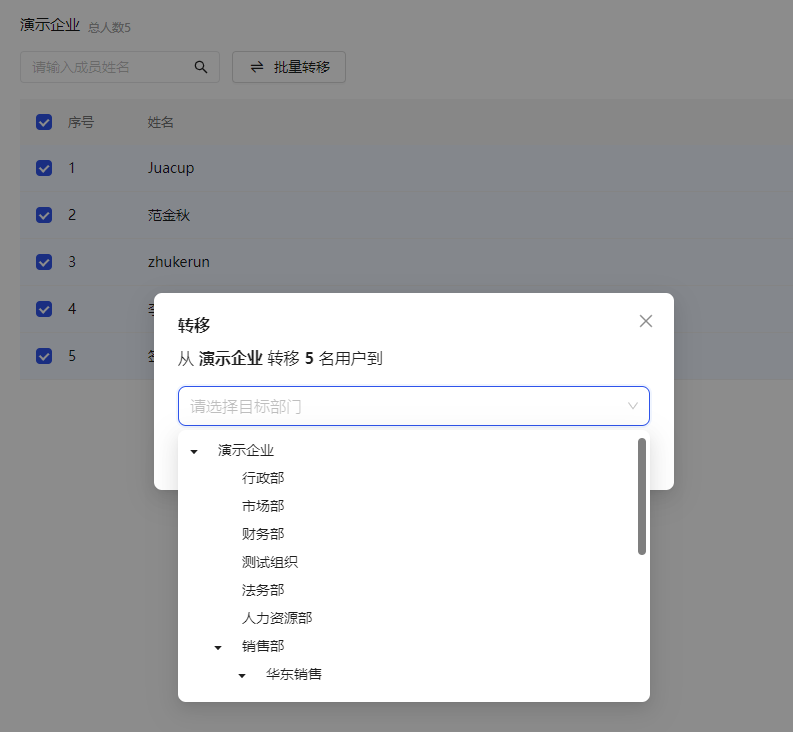 演示企业 总人数5
请输入成员姓名 批量转移
序号 姓名
1 Juacup
2 范金秋
3 zhukerun
4
5
转移
从 演示企业 转移 5 名用户到
请选择目标部门
演示企业
行政部
市场部
财务部
测试组织
法务部
人力资源部
销售部
华东销售